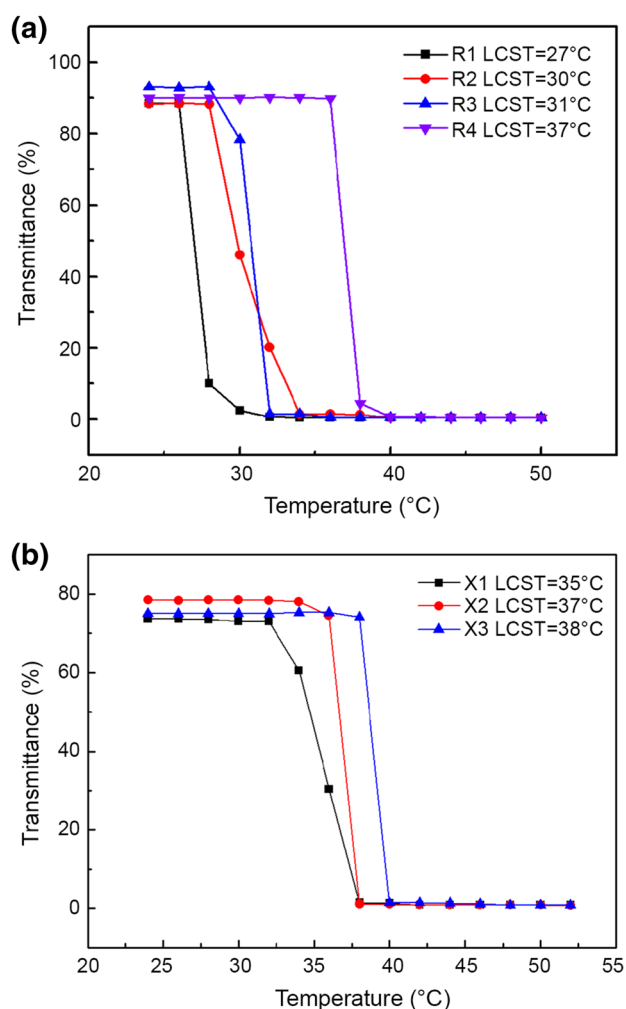 (a)
100
80
60
40
20
0
Transmittance (%)
R1 LCST=27°C
R2 LCST=30°C
R3 LCST=31°C
R4 LCST=37°C
20 30 40 50
Temperature (°C)
(b)
80
60
40
20
0
Transmittance (%)
X1 LCST=35°C
X2 LCST=37°C
X3 LCST=38°C
20 25 30 35 40 45 50 55
Temperature (°C)